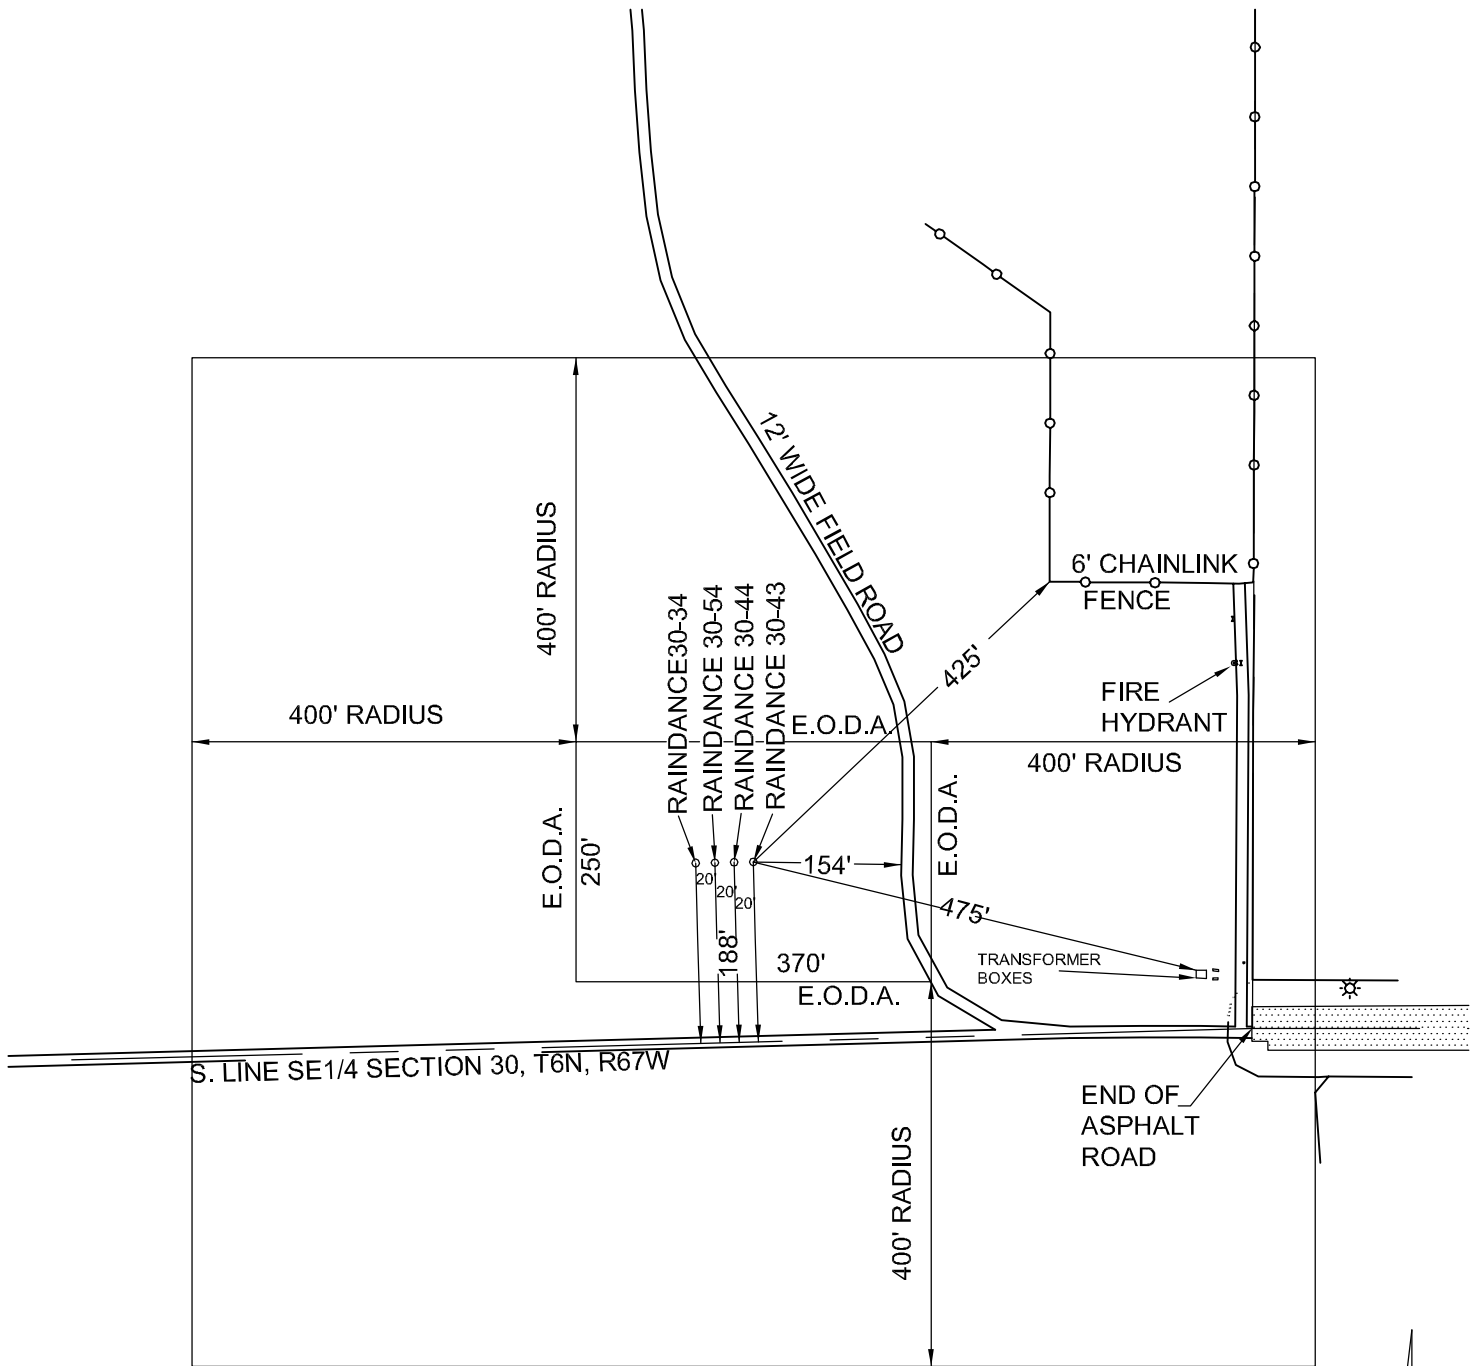 12' WIDE FIELD ROAD
400' RADIUS
6' CHAINLINK
FENCE
RAINDANCE30-34
RAINDANCE 30-54
RAINDANCE 30-44
RAINDANCE 30-43
425'
FIRE
HYDRANT
400' RADIUS
E.O.D.A.
400' RADIUS
E.O.D.A.
250'
154'
E.O.D.A.
20'
20'
20'
475'
188'
370'
E.O.D.A.
TRANSFORMER
BOXES
S. LINE SE1/4 SECTION 30, T6N, R67W
END OF
ASPHALT
ROAD
400' RADIUS